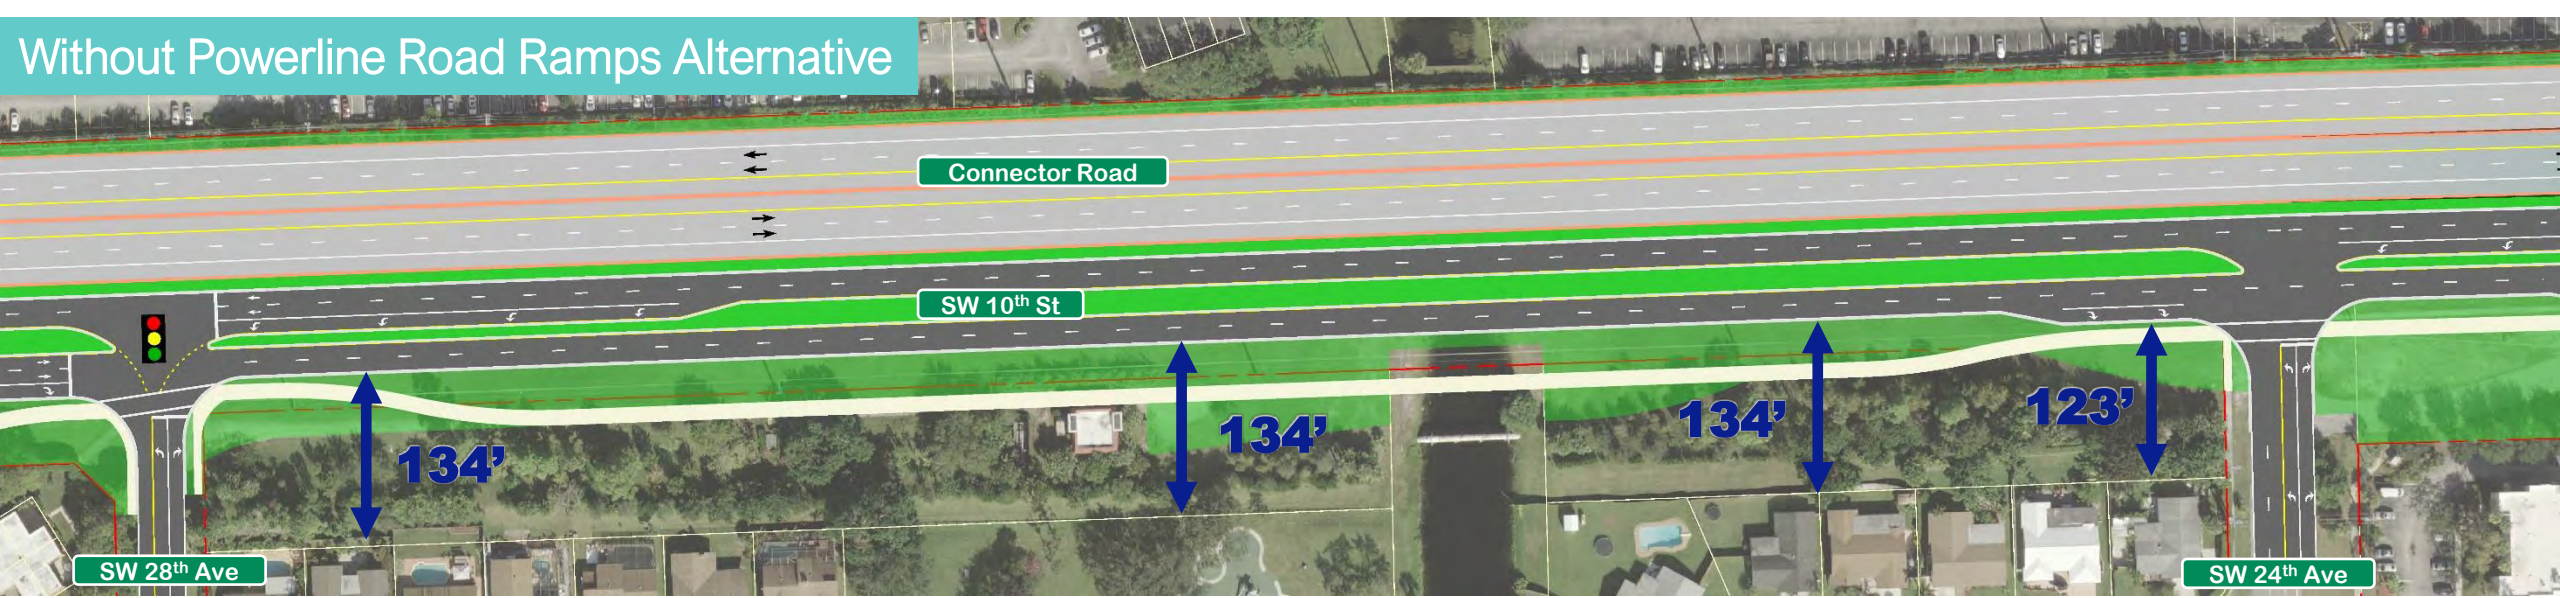 Without Powerline Road Ramps Alternative
Connector Road
SW 10th St
134’
134’
134’
123’
SW 28th Ave
SW 24th Ave